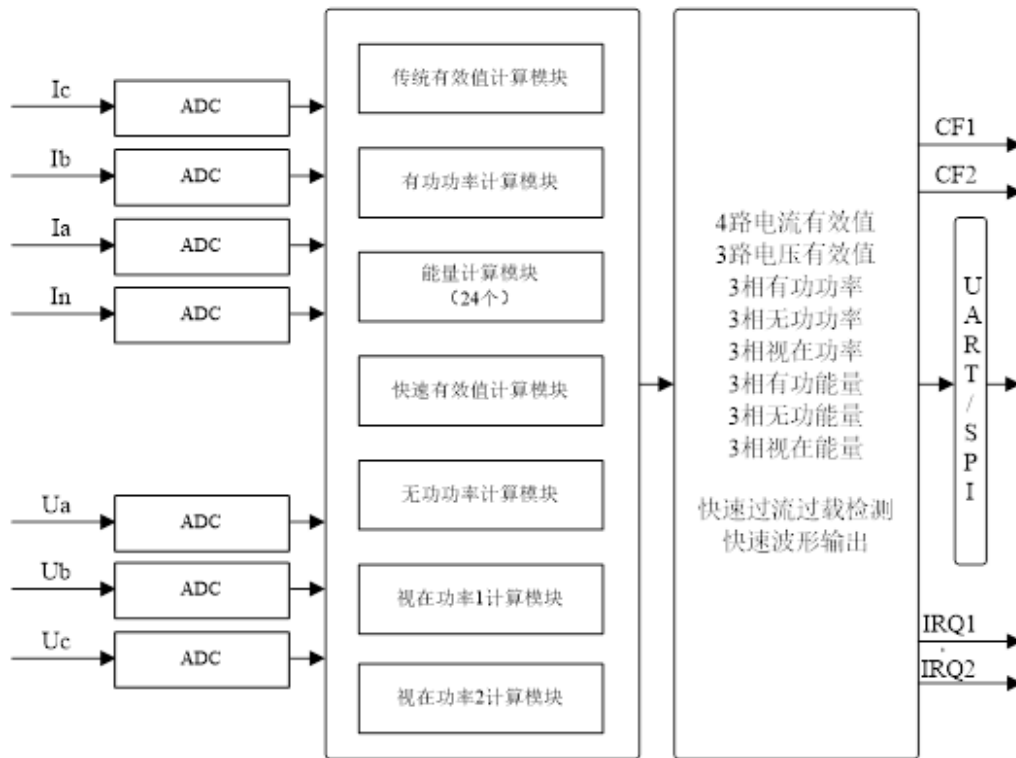 Ic
ADC
Ib
ADC
Ia
ADC
In
ADC
Ua
ADC
Ub
ADC
Uc
ADC
传统有效值计算模块
有功功率计算模块
能量计算模块
（24个）
快速有效值计算模块
无功功率计算模块
视在功率1计算模块
视在功率2计算模块
4路电流有效值
3路电压有效值
3相有功功率
3相无功功率
3相视在功率
3相有功能量
3相无功能量
3相视在能量
快速过流过载检测
快速波形输出
CF1
CF2
UART/SPI
IRQ1
IRQ2